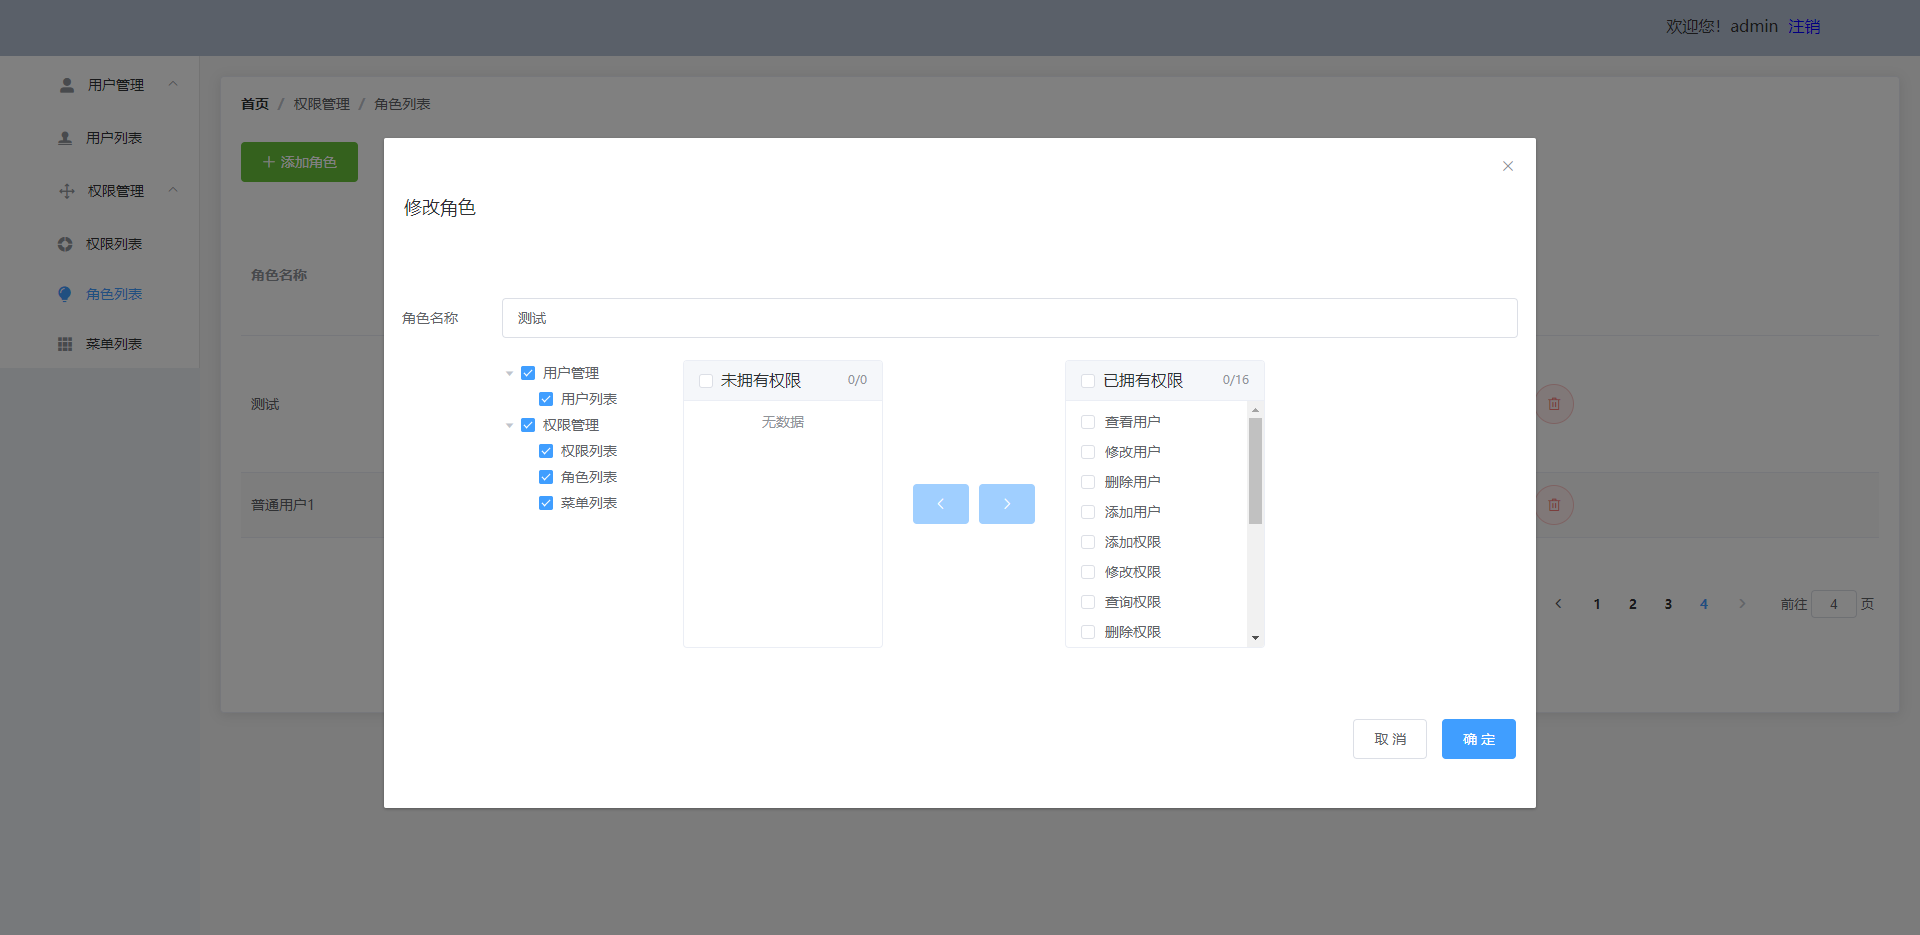 欢迎您！admin 注销
用户管理
用户列表
权限管理
权限列表
角色列表
菜单列表
首页 / 权限管理 / 角色列表
添加角色
角色名称
测试
普通用户1
修改角色
角色名称 测试
用户管理
用户列表
权限管理
权限列表
角色列表
菜单列表
未拥有权限 0/0
无数据
已拥有权限 0/16
查看用户
修改用户
删除用户
添加用户
添加权限
修改权限
查询权限
删除权限
取 消 确 定
1 2 3 4 前往 4 页